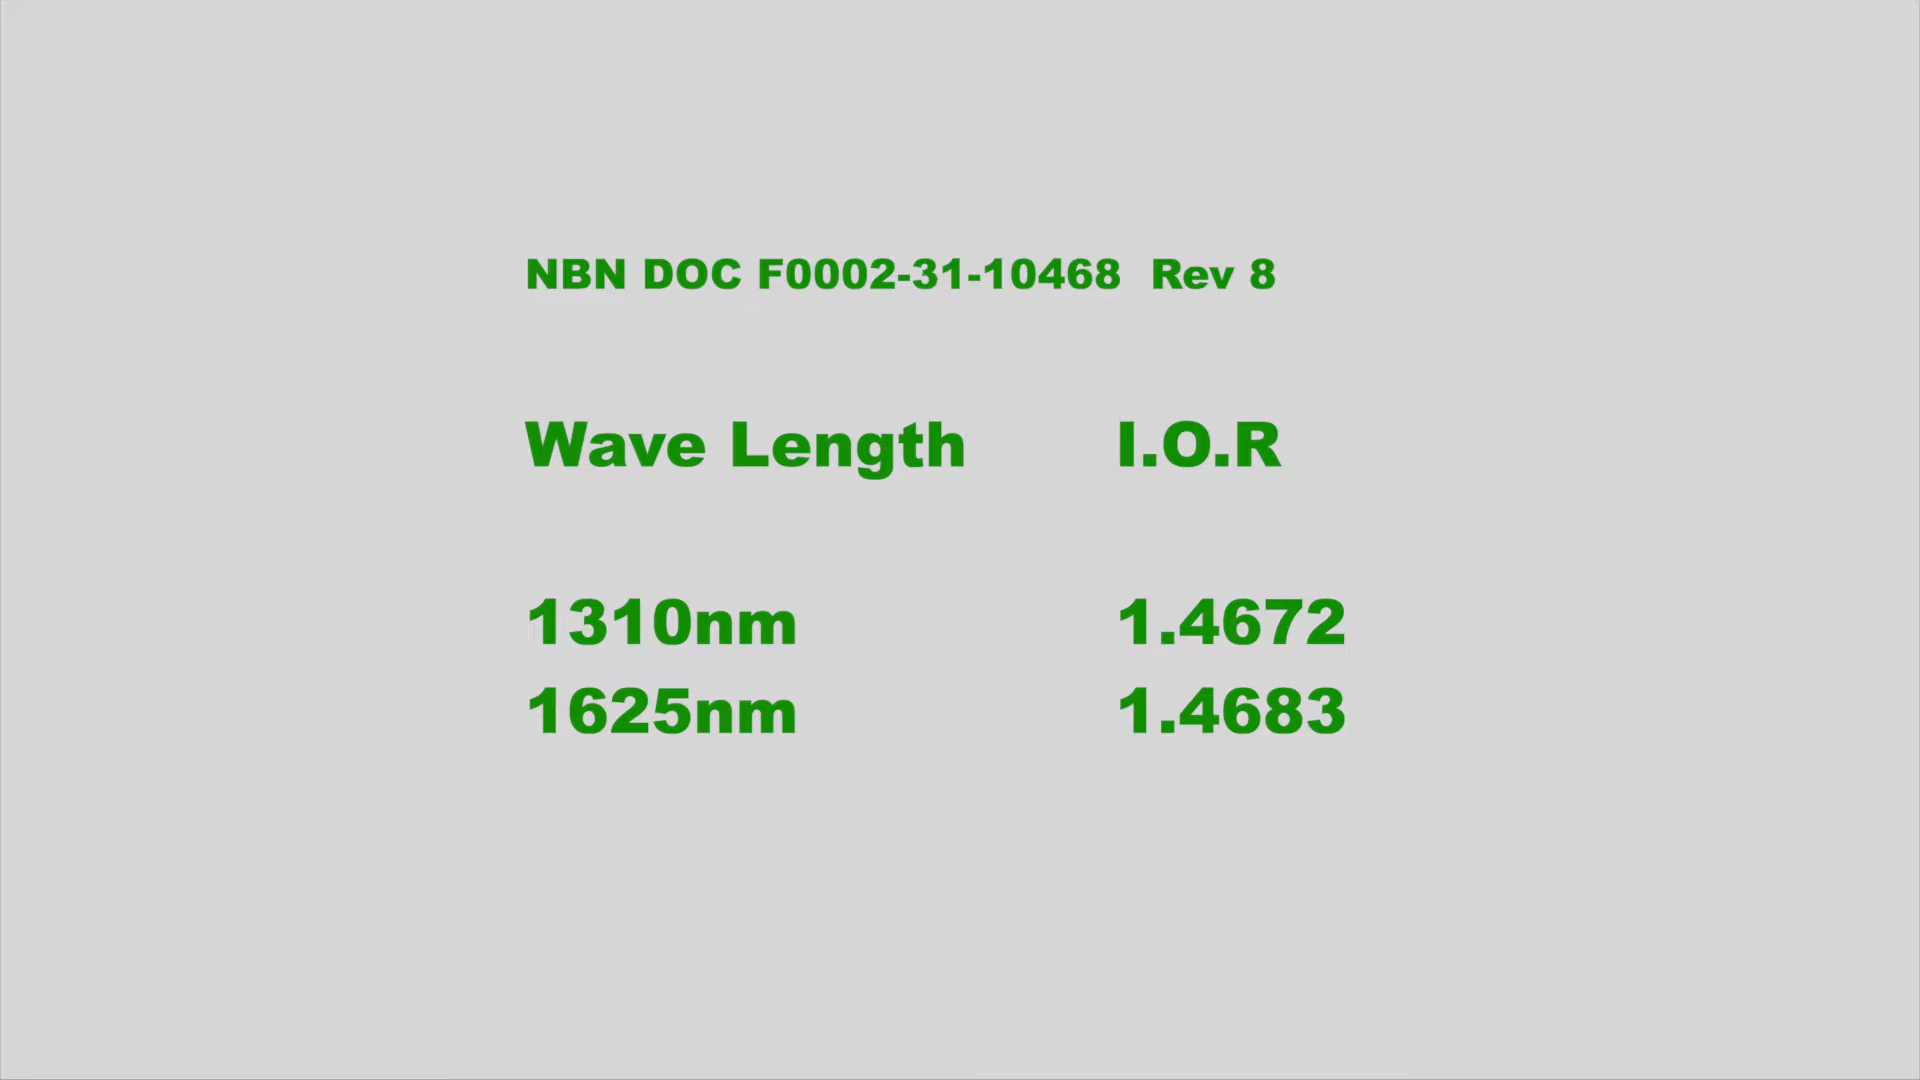 NBN DOC F0002-31-10468 Rev 8
Wave Length I.O.R
1310nm 1.4672
1625nm 1.4683